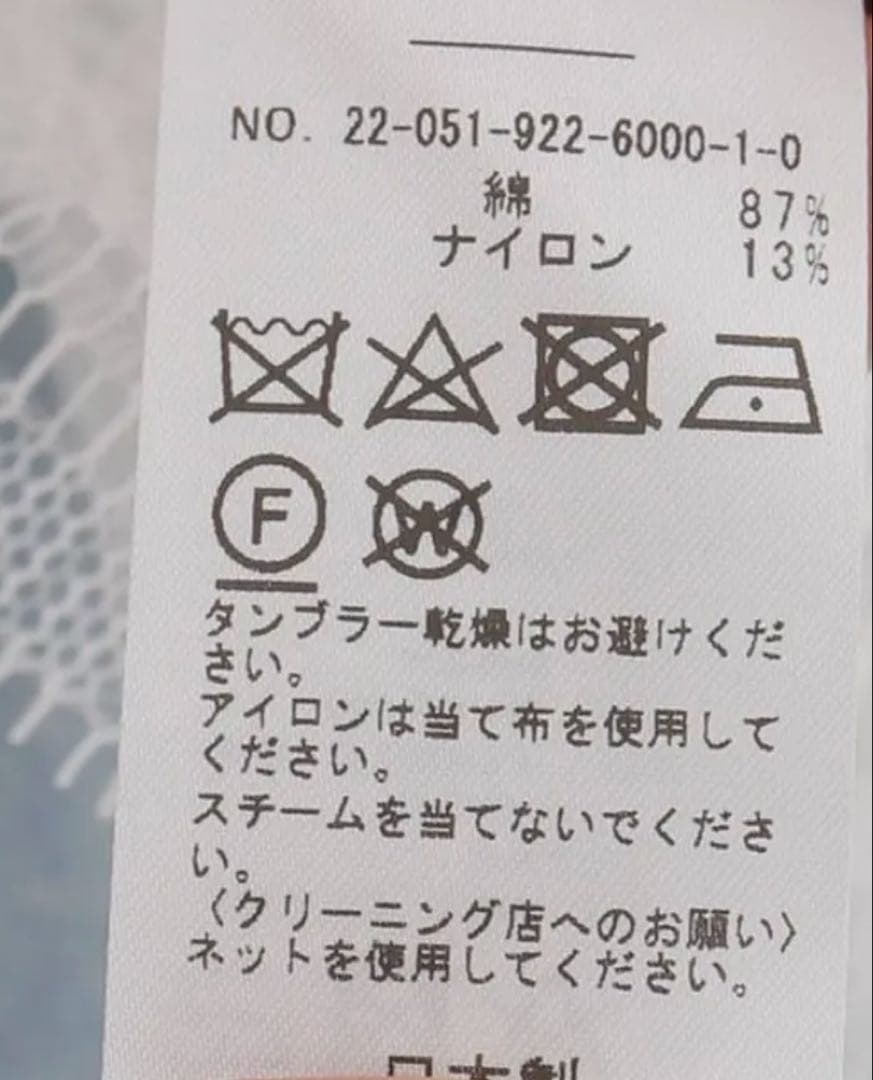 NO. 22-051-922-6000-1-0
綿 87%
ナイロン 13%
F W
タンブラー乾燥はお避けくだ
さい。
アイロンは当て布を使用して
ください。
スチームを当てないでくださ
い。
〈クリーニング店へのお願い〉
ネットを使用してください。
日本製